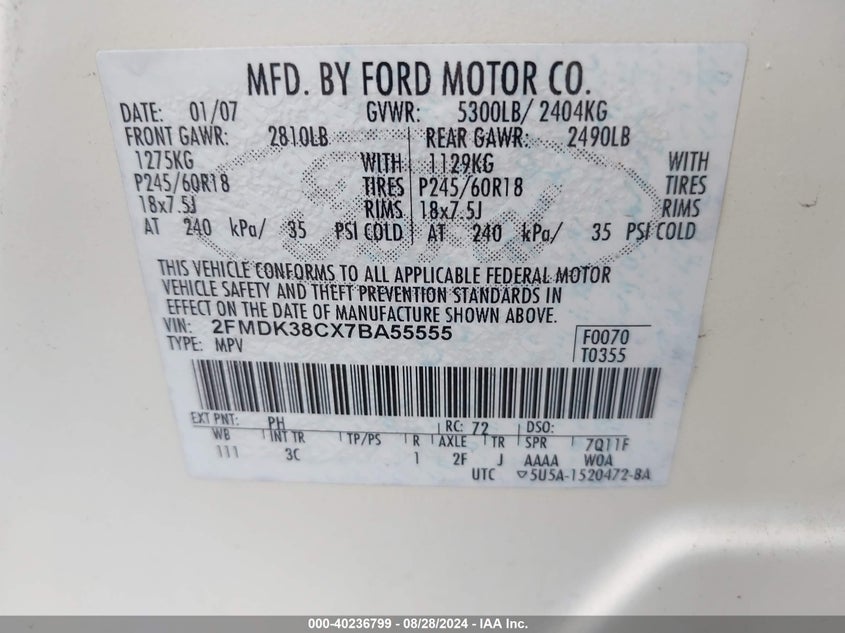 MFD. BY FORD MOTOR CO.
DATE: 01/07 GVWR: 5300LB/ 2404KG
FRONT GAWR: 2810LB REAR GAWR: 2490LB
1275KG WITH 1129KG WITH
P245/60R18 TIRES P245/60R18 TIRES
18x7.5J RIMS 18x7.5J RIMS
AT 240 kPa/ 35 PSI COLD AT 240 kPa/ 35 PSI COLD
Ford
THIS VEHICLE CONFORMS TO ALL APPLICABLE FEDERAL MOTOR
VEHICLE SAFETY AND THEFT PREVENTION STANDARDS IN
EFFECT ON THE DATE OF MANUFACTURE SHOWN ABOVE.
VIN: 2FMDK38CX7BA55555 F0070
TYPE: MPV T0355
EXT PNT: PH RC: 72 DSO:
WB INT TR TP/PS R AXLE TR SPR 7Q11F
111 3C 1 2F J AAAA W0A
UTC ▽5U5A-1520472-BA
000-40236799 - 08/28/2024 - IAA Inc.